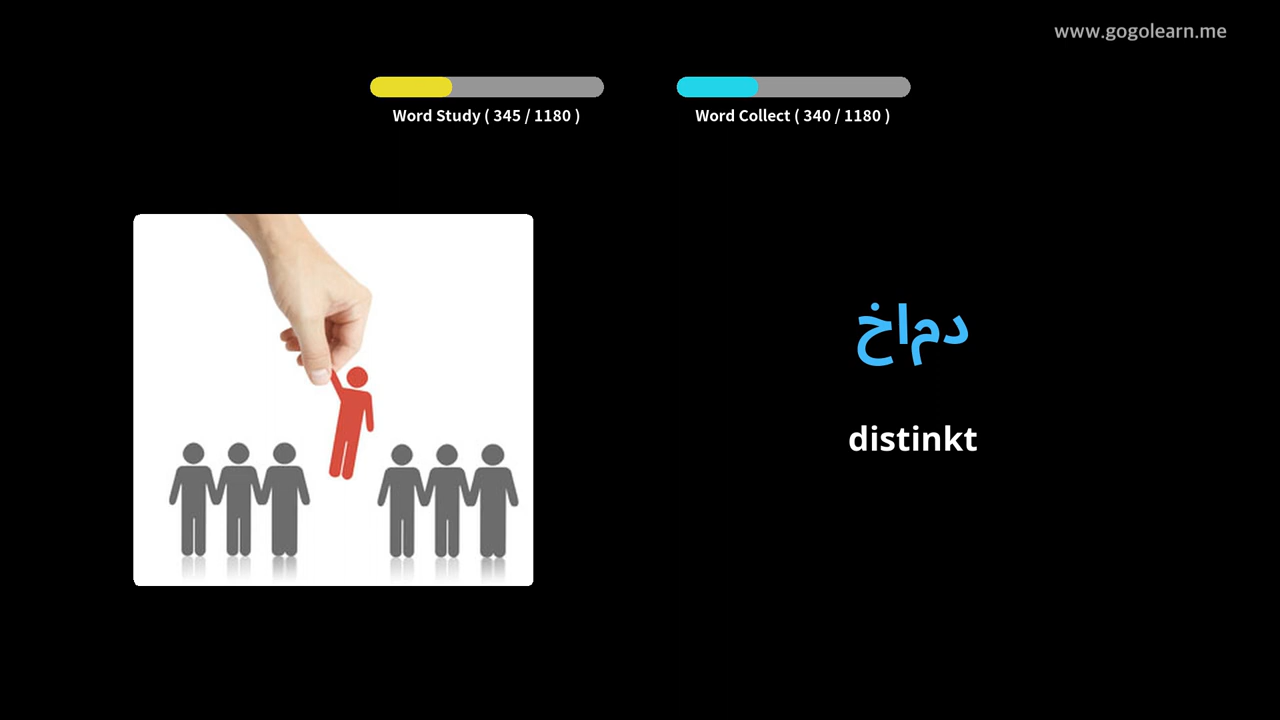 www.gogolearn.me
Word Study ( 345 / 1180 )
Word Collect ( 340 / 1180 )
دماخ
distinkt